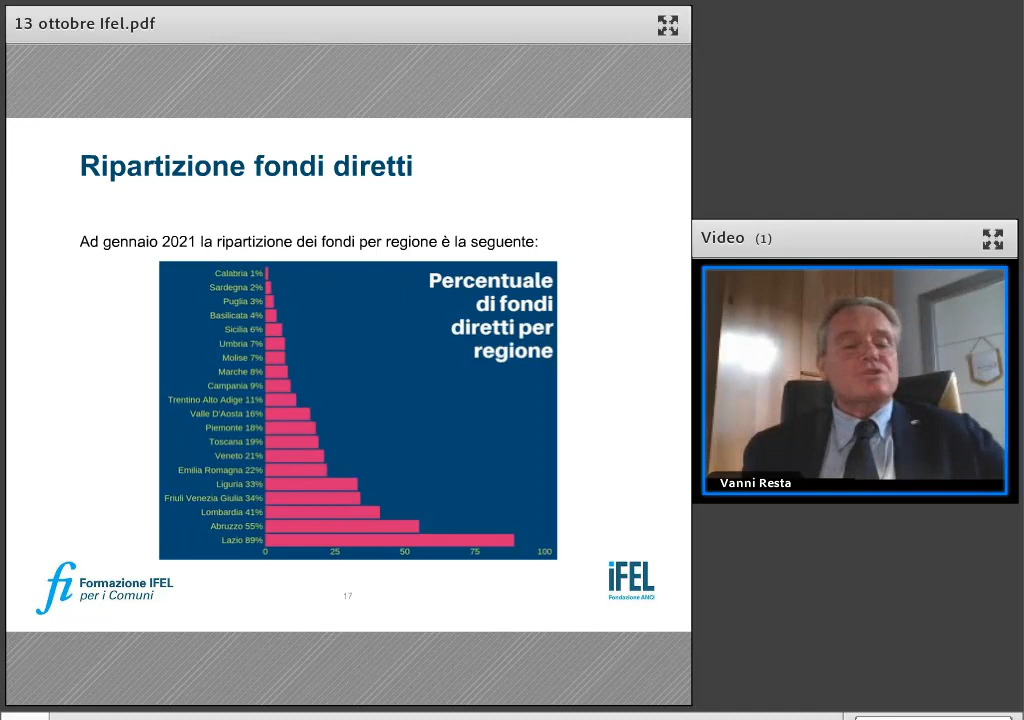 13 ottobre Ifel.pdf
Ripartizione fondi diretti
Ad gennaio 2021 la ripartizione dei fondi per regione è la seguente:
Percentuale
di fondi
diretti per
regione
Calabria 1%
Sardegna 2%
Puglia 3%
Basilicata 4%
Sicilia 6%
Umbria 7%
Molise 7%
Marche 8%
Campania 9%
Trentino Alto Adige 11%
Valle D'Aosta 16%
Piemonte 18%
Toscana 19%
Veneto 21%
Emilia Romagna 22%
Liguria 33%
Friuli Venezia Giulia 34%
Lombardia 41%
Abruzzo 55%
Lazio 89%
0 25 50 75 100
fi Formazione IFEL
per i Comuni
17
iFEL
Fondazione ANCI
Video (1)
Vanni Resta